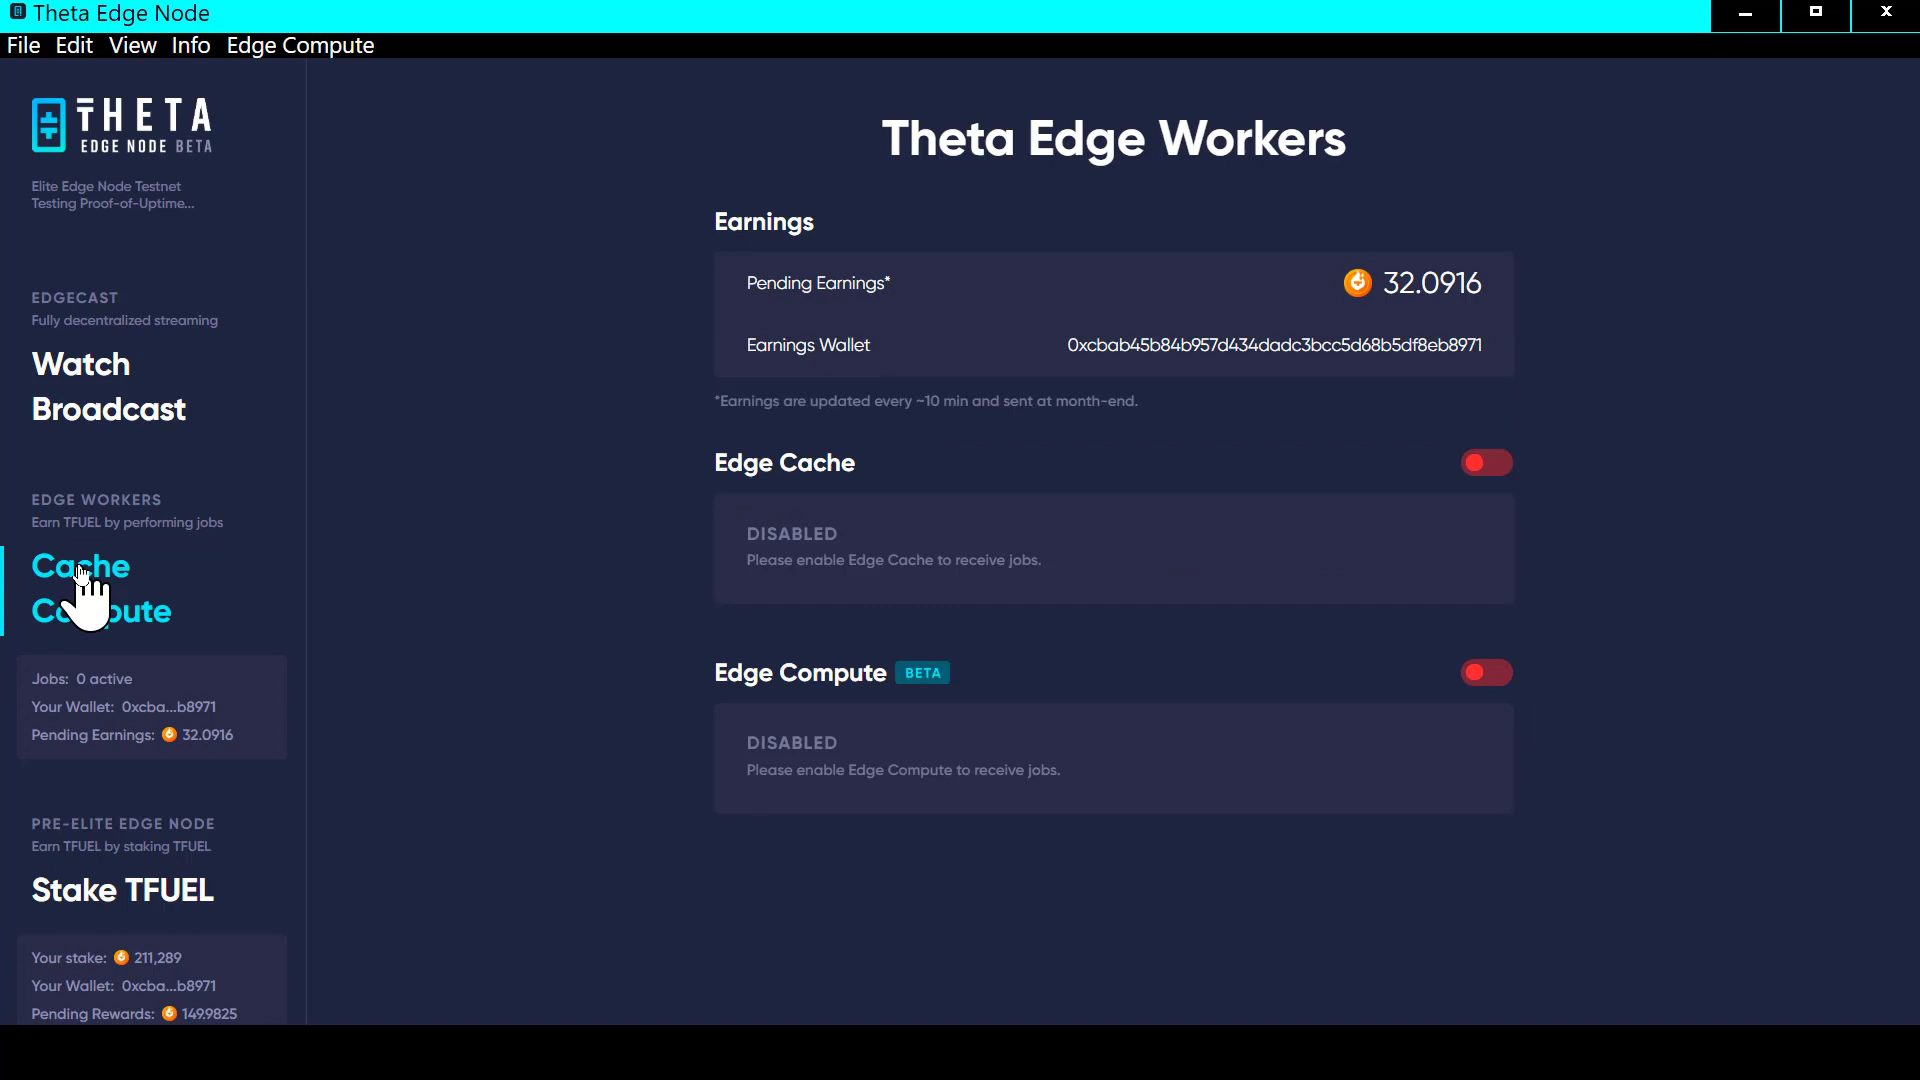 Theta Edge Node
File Edit View Info Edge Compute
THETA
EDGE NODE BETA
Elite Edge Node Testnet
Testing Proof-of-Uptime...
EDGECAST
Fully decentralized streaming
Watch
Broadcast
EDGE WORKERS
Earn TFUEL by performing jobs
Cache
Compute
Jobs: 0 active
Your Wallet: 0xcba...b8971
Pending Earnings: 32.0916
PRE-ELITE EDGE NODE
Earn TFUEL by staking TFUEL
Stake TFUEL
Your stake: 211,289
Your Wallet: 0xcba...b8971
Pending Rewards: 149.9825
Theta Edge Workers
Earnings
Pending Earnings* 32.0916
Earnings Wallet 0xcbab45b84b957d434dadc3bcc5d68b5df8eb8971
*Earnings are updated every ~10 min and sent at month-end.
Edge Cache
DISABLED
Please enable Edge Cache to receive jobs.
Edge Compute BETA
DISABLED
Please enable Edge Compute to receive jobs.